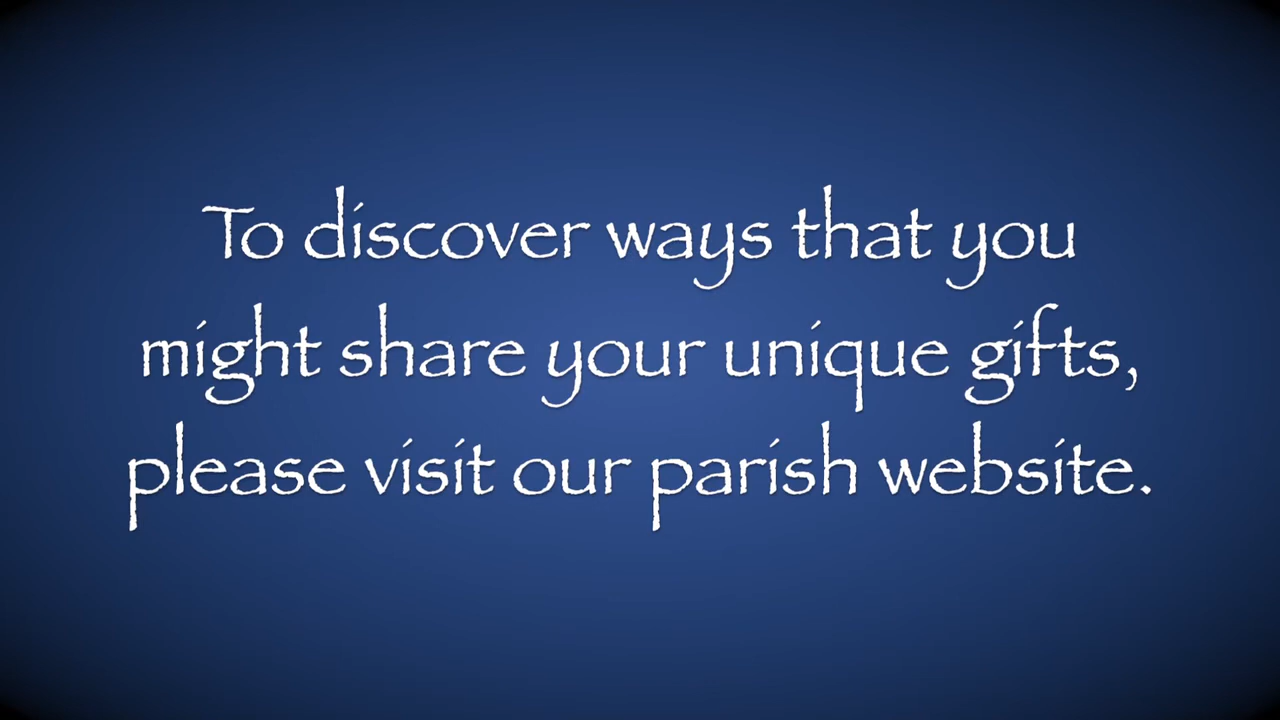 To discover ways that you
might share your unique gifts,
please visit our parish website.